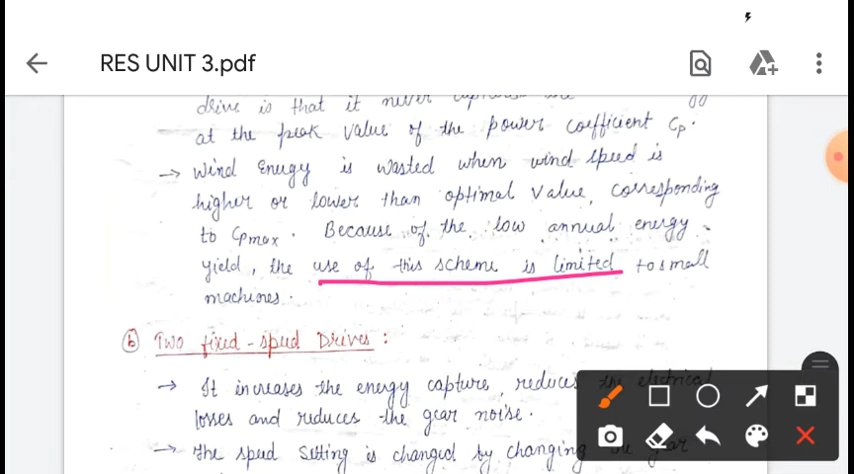 RES UNIT 3.pdf
drive is that it never
at the peak value of the power coefficient Cp.
→ Wind Energy is wasted when wind speed is
higher or lower than optimal value, corresponding
to Cpmax. Because of the low annual energy
yield, the use of this scheme is limited to small
machines.
(b) Two fixed-speed Drives :
→ It increases the energy capture, reduces the electrical
losses and reduces the gear noise.
→ The speed setting is changed by changing the gear